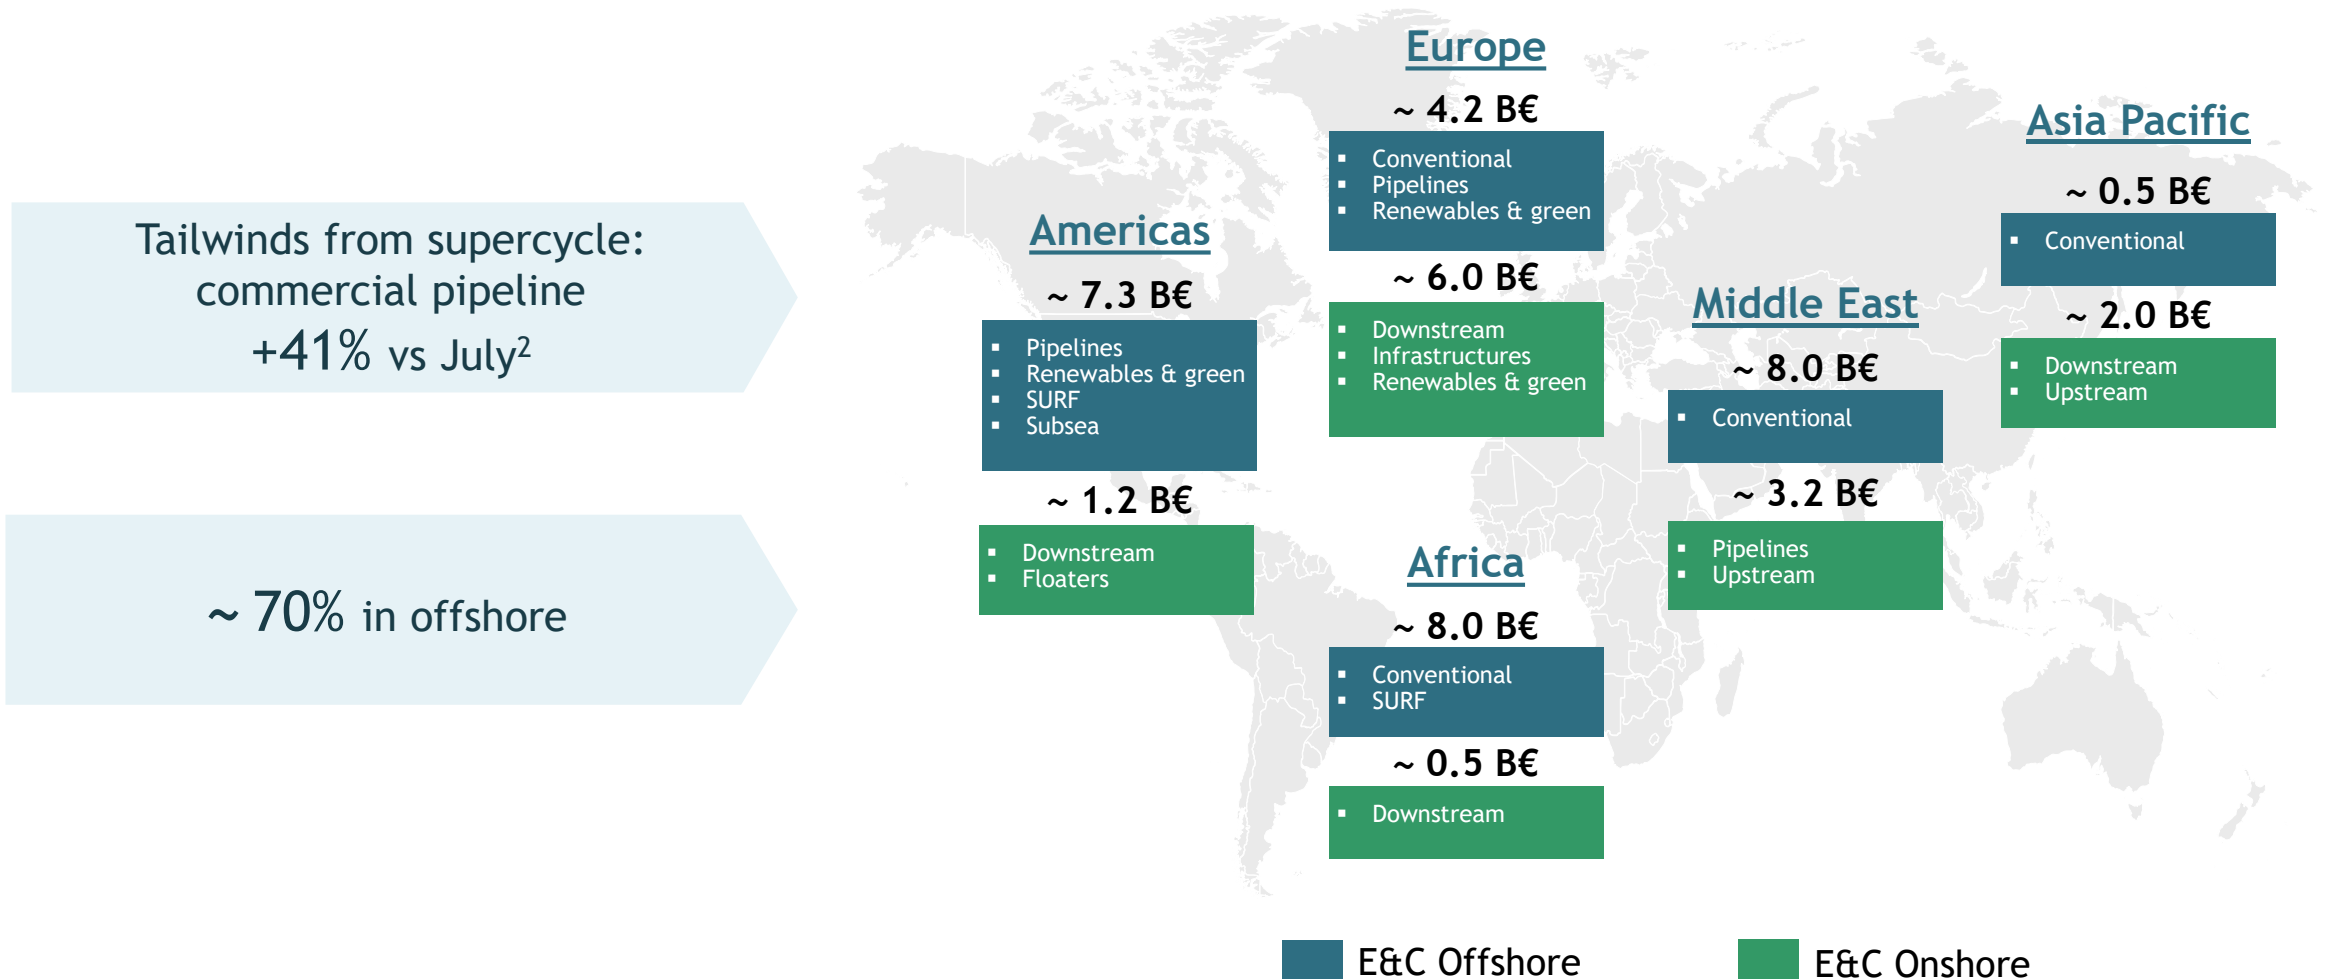 Tailwinds from supercycle:
commercial pipeline
+41% vs July2
~ 70% in offshore
Americas
~ 7.3 B€
▪ Pipelines
▪ Renewables & green
▪ SURF
▪ Subsea
~ 1.2 B€
▪ Downstream
▪ Floaters
Europe
~ 4.2 B€
▪ Conventional
▪ Pipelines
▪ Renewables & green
~ 6.0 B€
▪ Downstream
▪ Infrastructures
▪ Renewables & green
Africa
~ 8.0 B€
▪ Conventional
▪ SURF
~ 0.5 B€
▪ Downstream
Middle East
~ 8.0 B€
▪ Conventional
~ 3.2 B€
▪ Pipelines
▪ Upstream
Asia Pacific
~ 0.5 B€
▪ Conventional
~ 2.0 B€
▪ Downstream
▪ Upstream
E&C Offshore
E&C Onshore